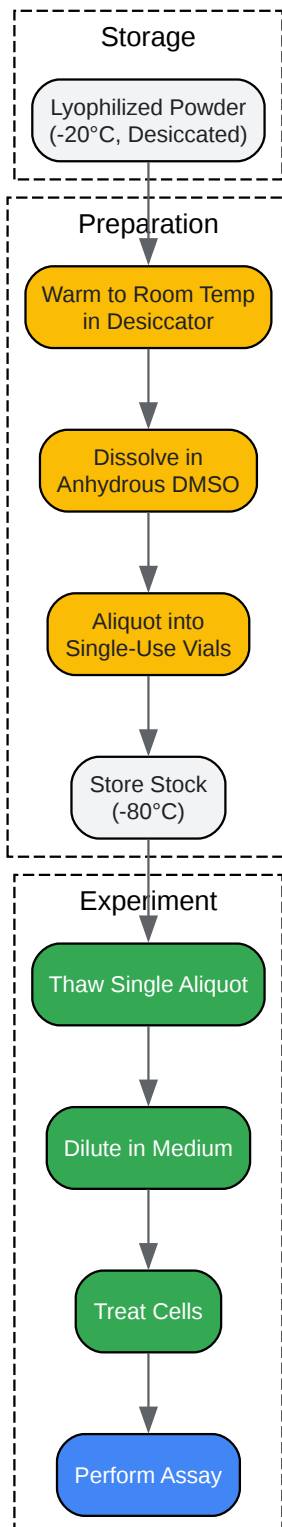 Storage
Lyophilized Powder
(-20°C, Desiccated)
Preparation
Warm to Room Temp
in Desiccator
Dissolve in
Anhydrous DMSO
Aliquot into
Single-Use Vials
Store Stock
(-80°C)
Experiment
Thaw Single Aliquot
Dilute in Medium
Treat Cells
Perform Assay